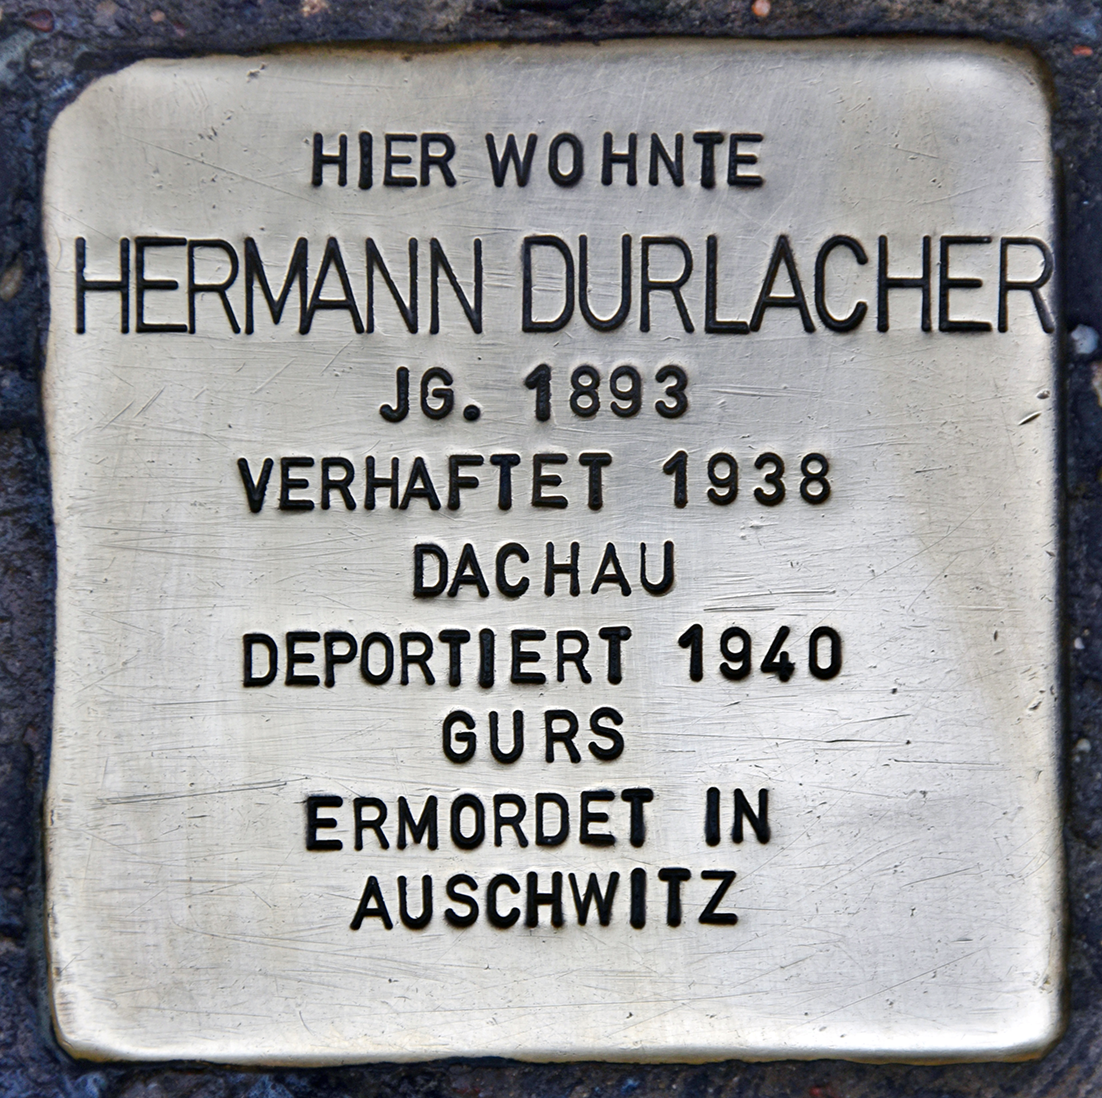 HIER WOHNTE
HERMANN DURLACHER
JG. 1893
VERHAFTET 1938
DACHAU
DEPORTIERT 1940
GURS
ERMORDET IN
AUSCHWITZ